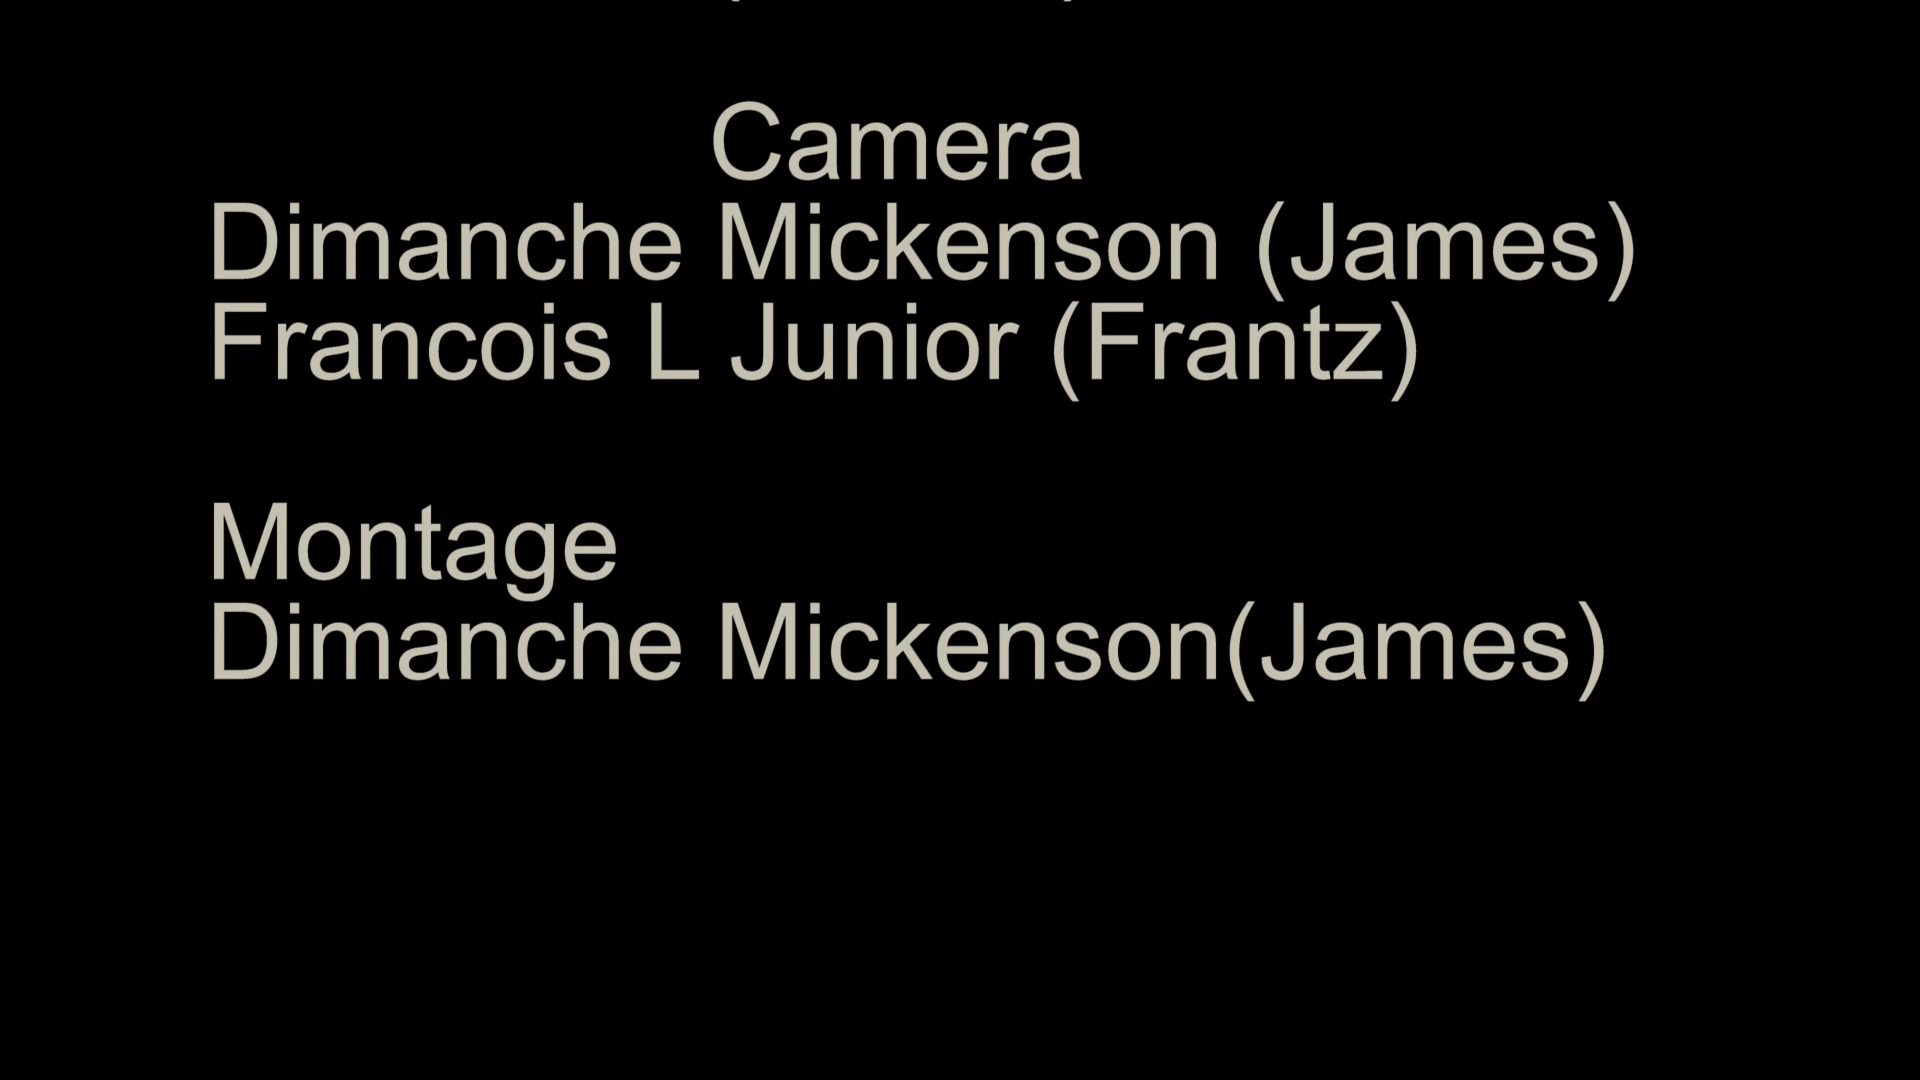 Camera
Dimanche Mickenson (James)
Francois L Junior (Frantz)
Montage
Dimanche Mickenson(James)